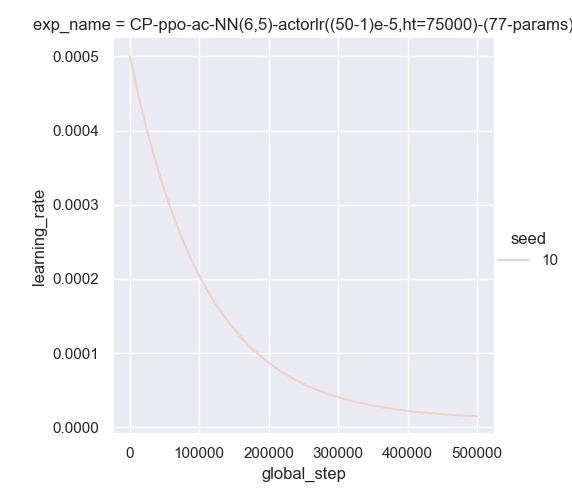 exp_name = CP-ppo-ac-NN(6,5)-actorlr((50-1)e-5,ht=75000)-(77-params)
0.0005
0.0004
0.0003
0.0002
0.0001
0.0000
learning_rate
0 100000 200000 300000 400000 500000
global_step
seed
10